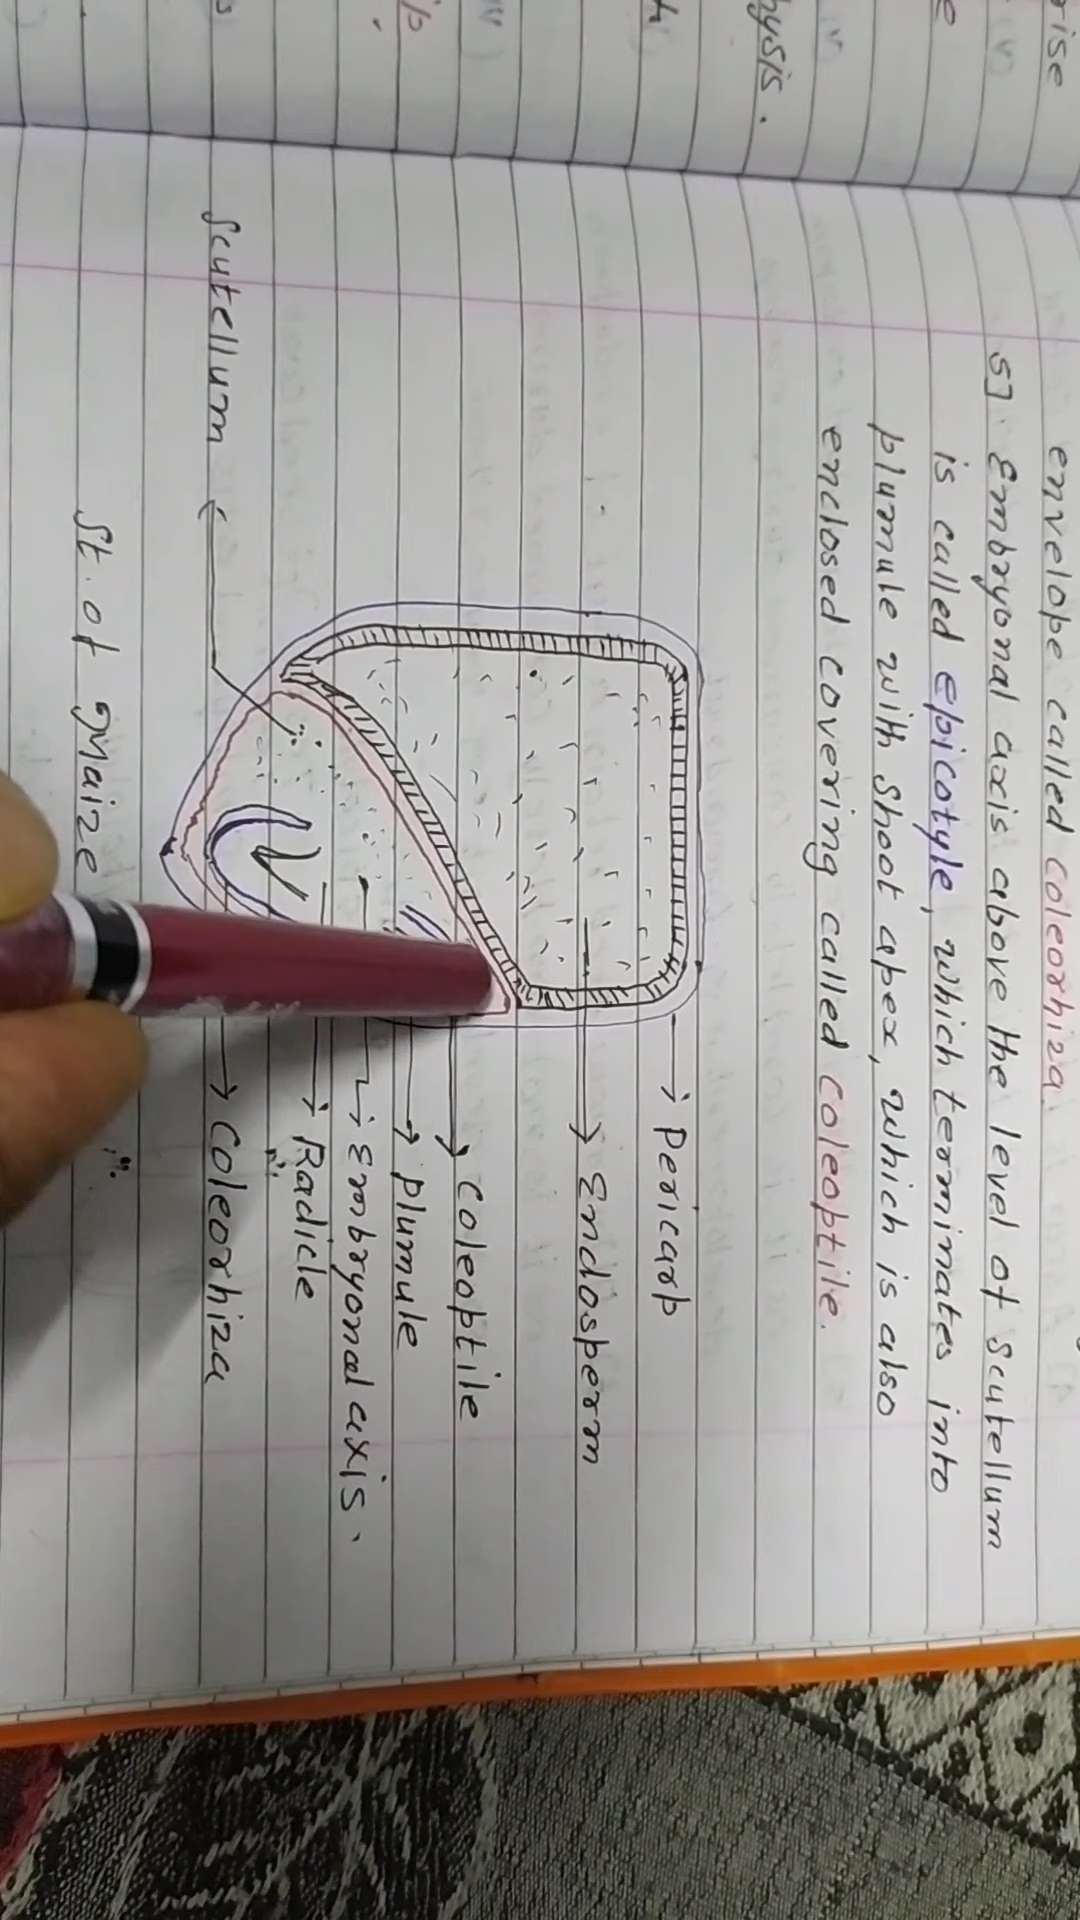 rise
e
hysis.
envelope called coleorhiza.
5] Embryonal axis above the level of scutellum
is called epicotyle, which terminates into
plumule with shoot apex, which is also
enclosed covering called coleoptile.
Pericarp
Endosperm
Coleoptile
plumule
Embryonal axis.
Radicle
Coleorhiza
Scutellum
St. of Maize